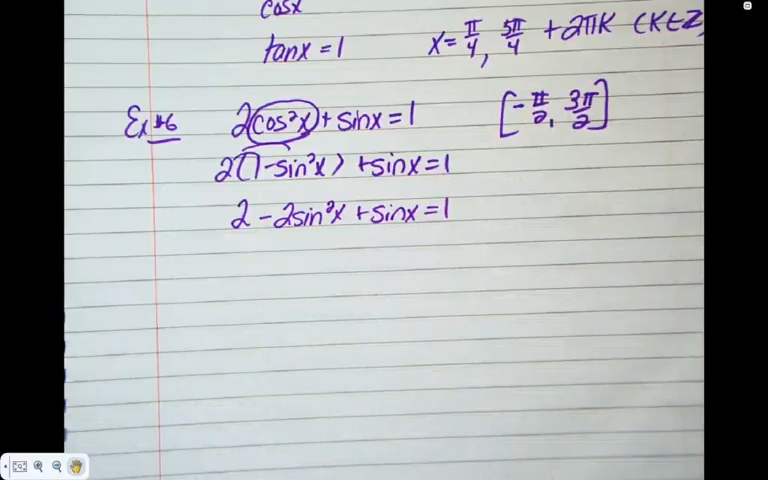 cosx
tanx = 1 x = π/4, 5π/4 + 2πK (K∈Z)
Ex #6 2cos²x + sinx = 1 [-π/2, 3π/2]
2(1-sin²x) + sinx = 1
2 - 2sin²x + sinx = 1